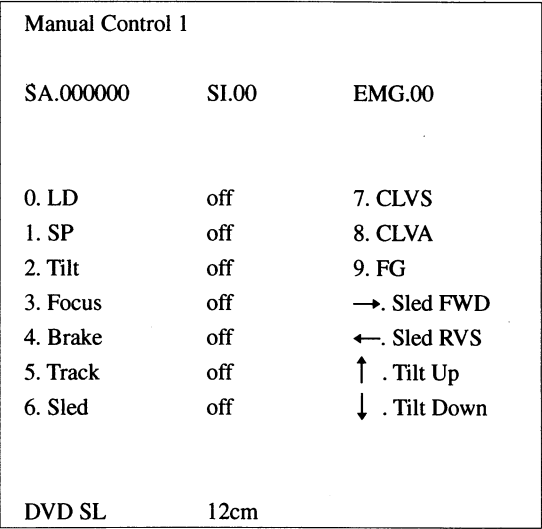 Manual Control 1
SA.000000 SI.00 EMG.00
0. LD off 7. CLVS
1. SP off 8. CLVA
2. Tilt off 9. FG
3. Focus off →. Sled FWD
4. Brake off ←. Sled RVS
5. Track off ↑ . Tilt Up
6. Sled off ↓ . Tilt Down
DVD SL 12cm